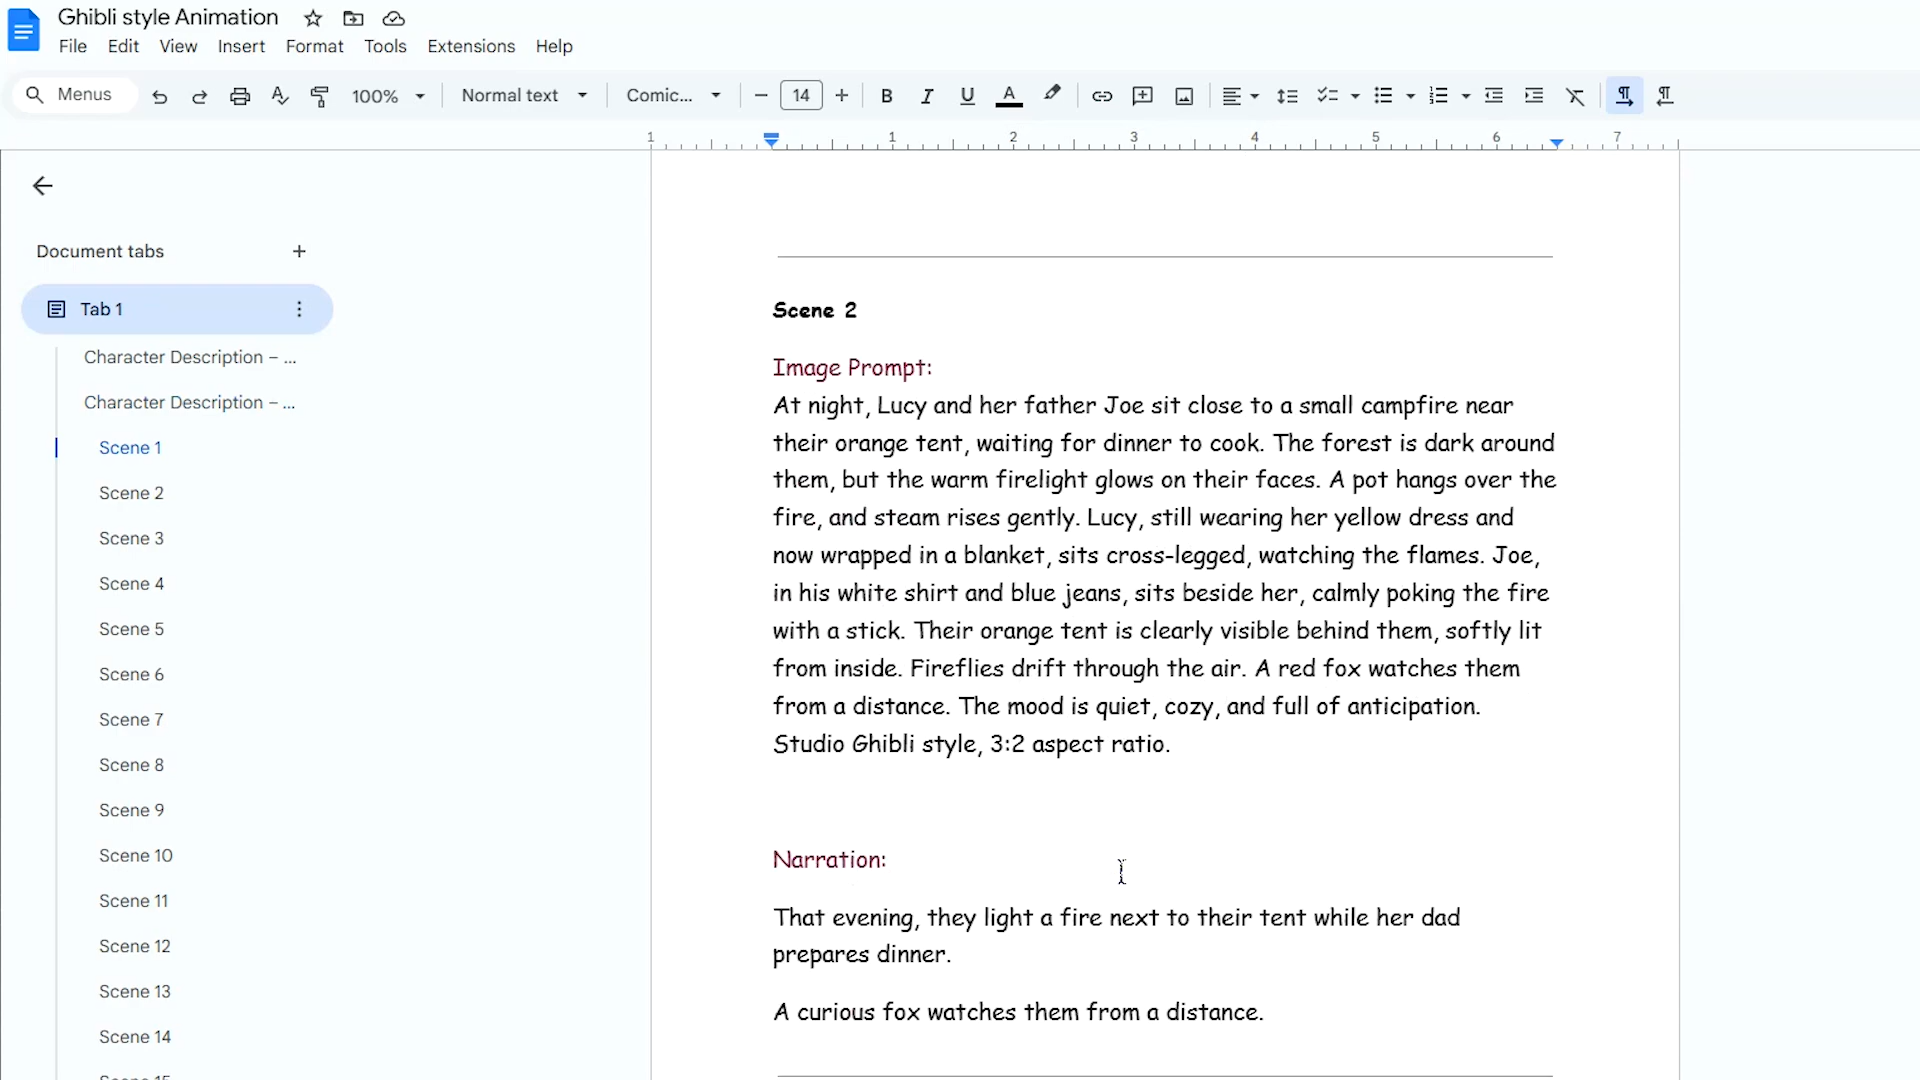 Ghibli style Animation
File Edit View Insert Format Tools Extensions Help
Menus 100% Normal text Comic... 14 B I U A
1 1 2 3 4 5 6 7
Document tabs
Tab 1
Character Description – ...
Character Description – ...
Scene 1
Scene 2
Scene 3
Scene 4
Scene 5
Scene 6
Scene 7
Scene 8
Scene 9
Scene 10
Scene 11
Scene 12
Scene 13
Scene 14
Scene 2
Image Prompt:
At night, Lucy and her father Joe sit close to a small campfire near
their orange tent, waiting for dinner to cook. The forest is dark around
them, but the warm firelight glows on their faces. A pot hangs over the
fire, and steam rises gently. Lucy, still wearing her yellow dress and
now wrapped in a blanket, sits cross-legged, watching the flames. Joe,
in his white shirt and blue jeans, sits beside her, calmly poking the fire
with a stick. Their orange tent is clearly visible behind them, softly lit
from inside. Fireflies drift through the air. A red fox watches them
from a distance. The mood is quiet, cozy, and full of anticipation.
Studio Ghibli style, 3:2 aspect ratio.
Narration:
That evening, they light a fire next to their tent while her dad
prepares dinner.
A curious fox watches them from a distance.